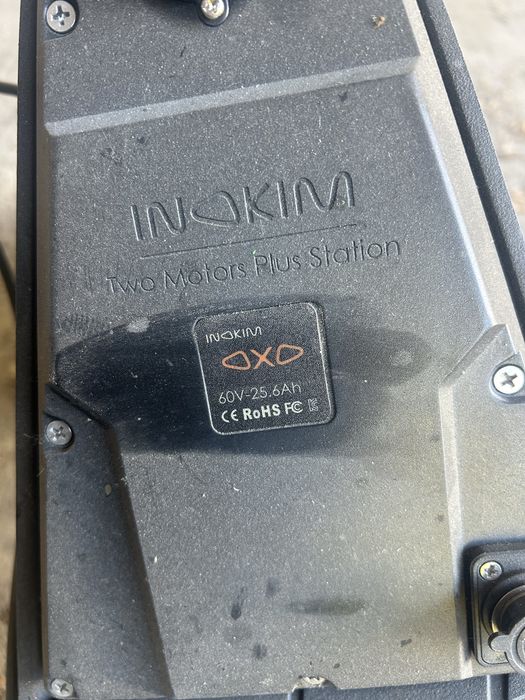 INOKIM
Two Motors Plus Station
INOKIM
OXO
60V-25.6Ah
CE RoHS FC